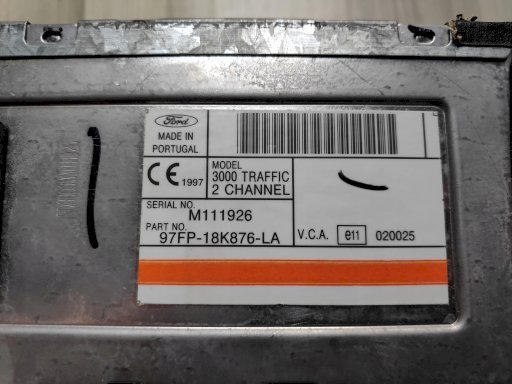 Ford
MADE IN
PORTUGAL
CE 1997
MODEL
3000 TRAFFIC
2 CHANNEL
SERIAL NO.
M111926
PART NO.
97FP-18K876-LA
V.C.A. e11 020025